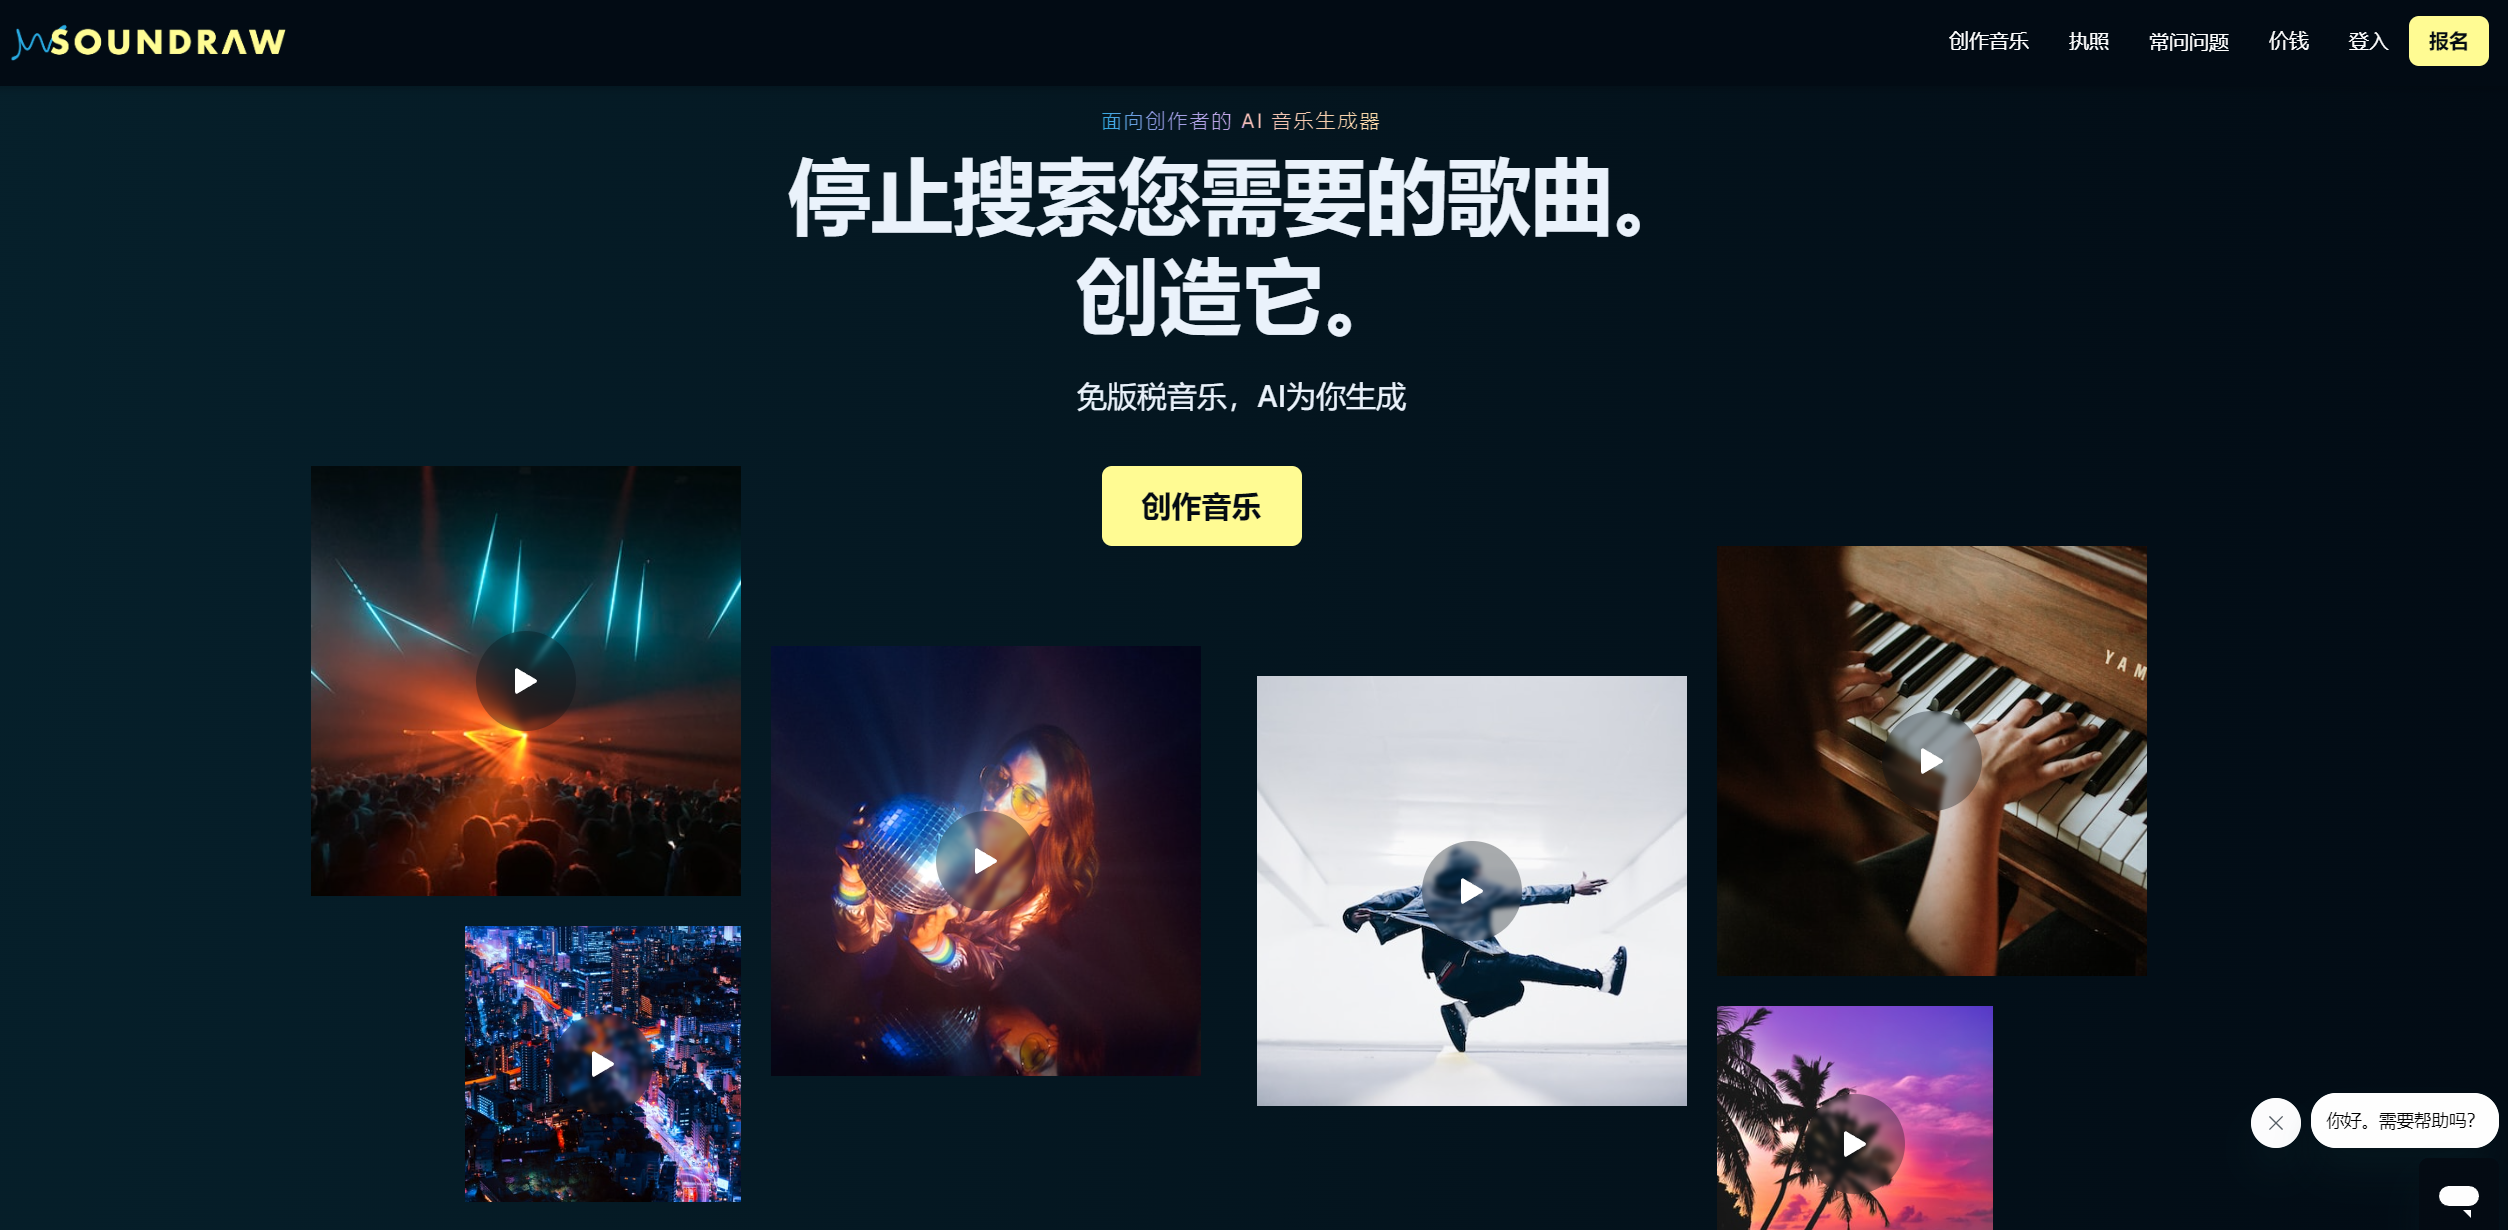 SOUNDRAW
创作音乐 执照 常问问题 价钱 登入 报名
面向创作者的 AI 音乐生成器
停止搜索您需要的歌曲。
创造它。
免版税音乐，AI为你生成
创作音乐
YAM
你好。需要帮助吗?